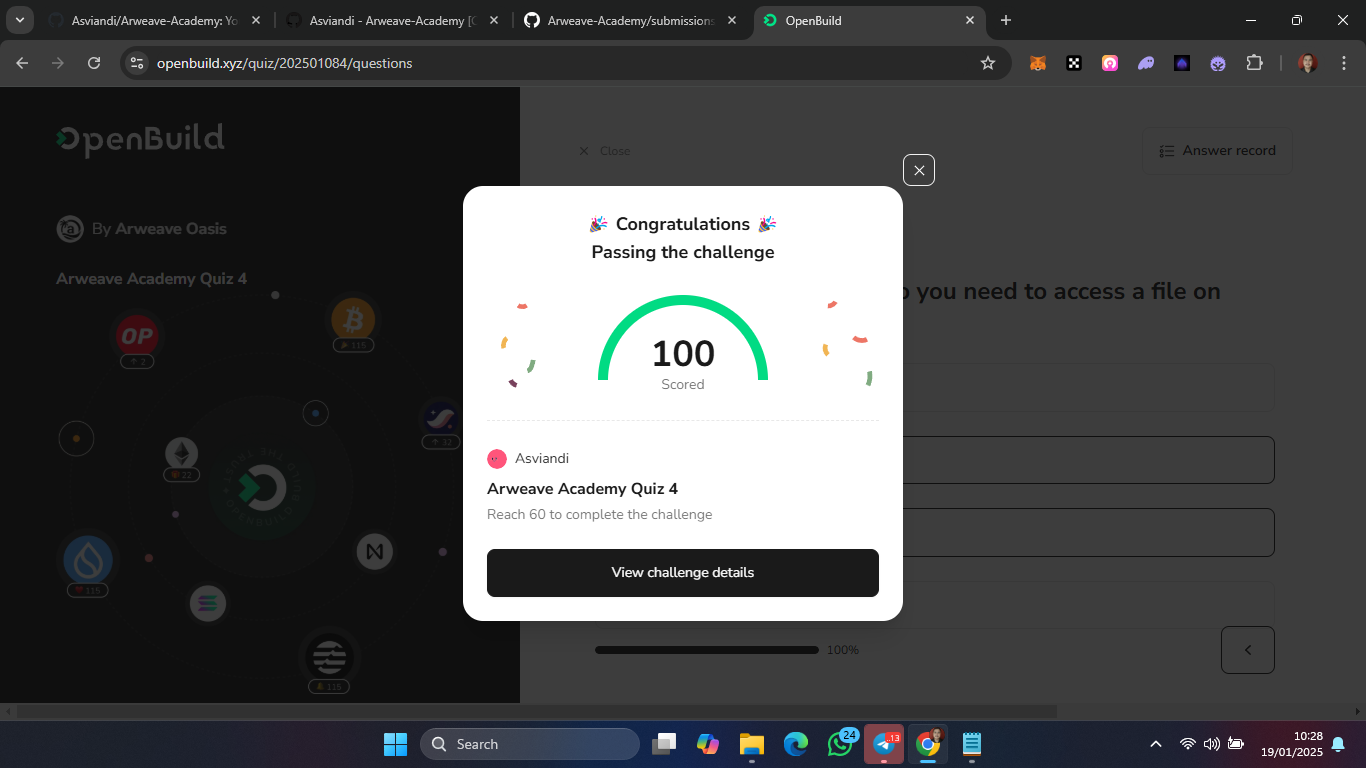 Asviandi/Arweave-Academy: Yo
Asviandi - Arweave-Academy [C
Arweave-Academy/submissions
OpenBuild
openbuild.xyz/quiz/202501084/questions
OpenBuild
By Arweave Oasis
Arweave Academy Quiz 4
OP
2
115
32
22
115
115
Close
Answer record
o you need to access a file on
🎉 Congratulations 🎉
Passing the challenge
100
Scored
Asviandi
Arweave Academy Quiz 4
Reach 60 to complete the challenge
View challenge details
100%
Search
24
13
10:28
19/01/2025